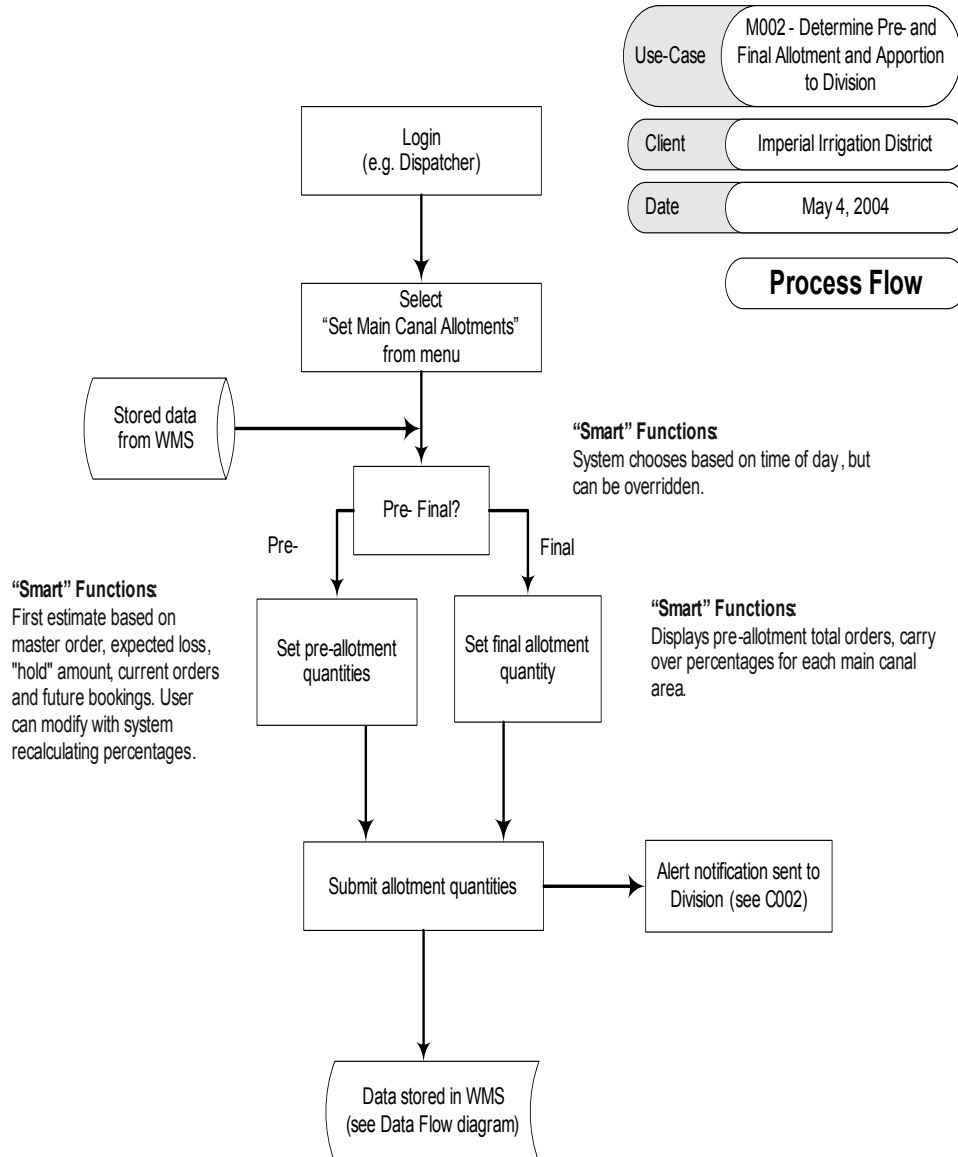 Use-Case
M002 - Determine Pre- and
Final Allotment and Apportion
to Division
Client
Imperial Irrigation District
Date
May 4, 2004
Process Flow
Login
(e.g. Dispatcher)
Select
“Set Main Canal Allotments”
from menu
Stored data
from WMS
“Smart” Functions:
System chooses based on time of day, but
can be overridden.
Pre- Final?
Pre-
Final
“Smart” Functions:
First estimate based on
master order, expected loss,
"hold" amount, current orders
and future bookings. User
can modify with system
recalculating percentages.
Set pre-allotment
quantities
Set final allotment
quantity
“Smart” Functions:
Displays pre-allotment total orders, carry
over percentages for each main canal
area.
Submit allotment quantities
Alert notification sent to
Division (see C002)
Data stored in WMS
(see Data Flow diagram)